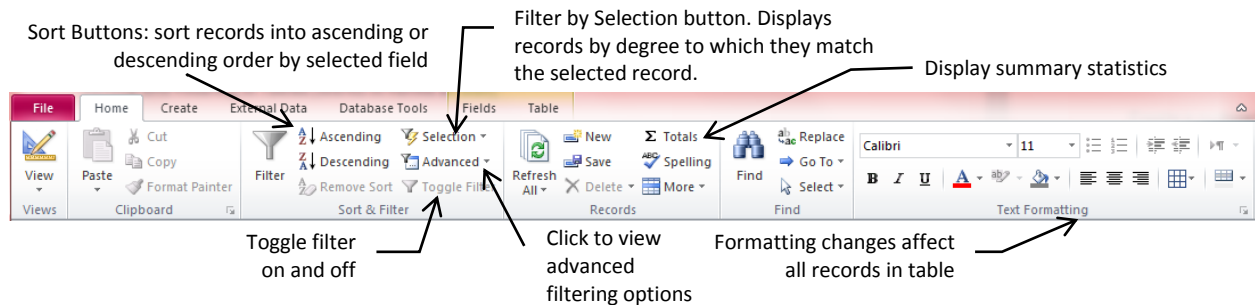 Sort Buttons: sort records into ascending or
descending order by selected field
Filter by Selection button. Displays
records by degree to which they match
the selected record.
Display summary statistics
File Home Create External Data Database Tools Fields Table
View
Paste
Cut
Copy
Format Painter
Filter
Ascending
Descending
Remove Sort
Selection
Advanced
Toggle Filter
Refresh
All
New
Save
Delete
Totals
Spelling
More
Find
Replace
Go To
Select
Calibri 11
B I U A
Views Clipboard Sort & Filter Records Find Text Formatting
Toggle filter
on and off
Click to view
advanced
filtering options
Formatting changes affect
all records in table